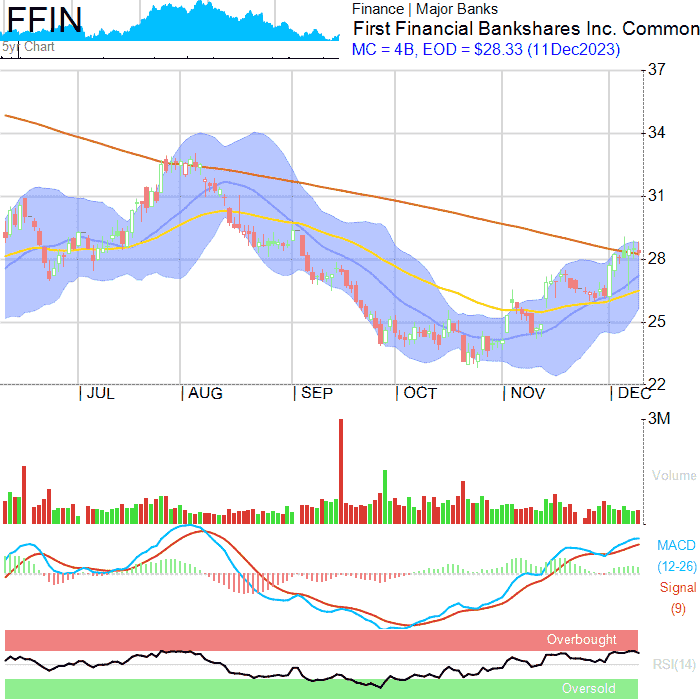 FFIN
5yr Chart
Finance | Major Banks
First Financial Bankshares Inc. Common
MC = 4B, EOD = $28.33 (11Dec2023)
37
34
31
28
25
22
| JUL
| AUG
| SEP
| OCT
| NOV
| DEC
3M
Volume
MACD
(12-26)
Signal
(9)
Overbought
RSI(14)
Oversold